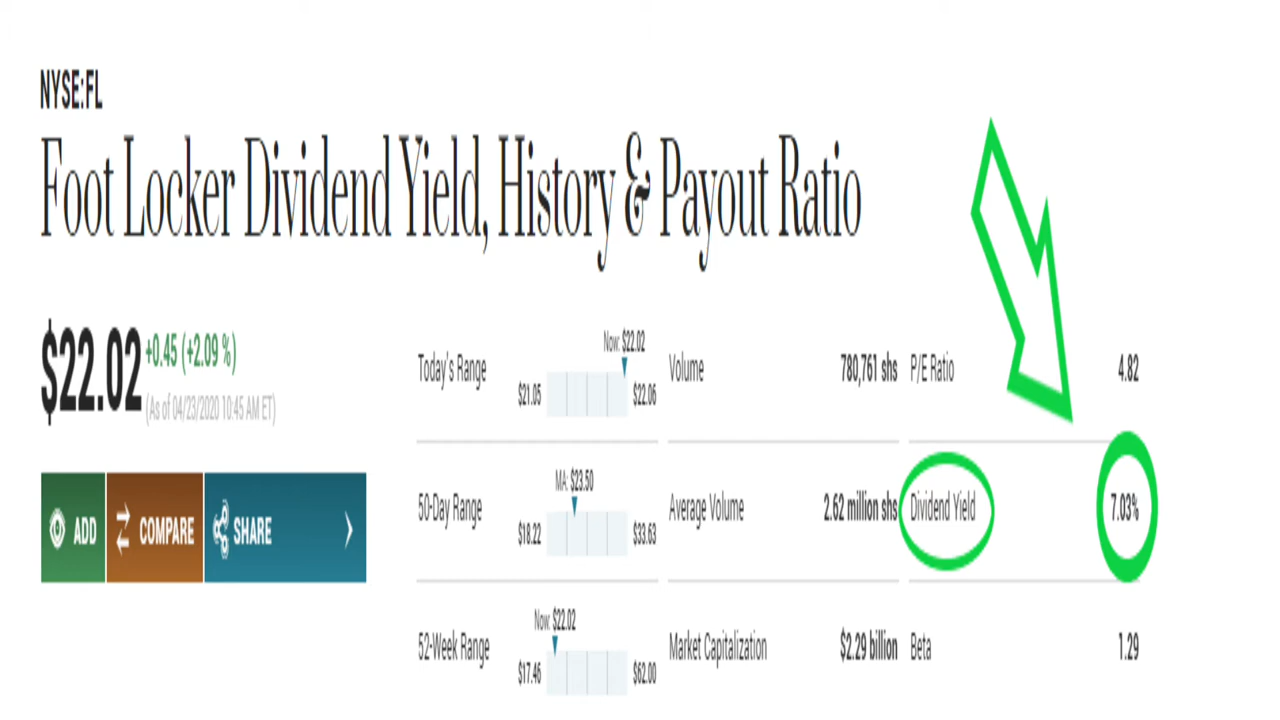 NYSE:FL
Foot Locker Dividend Yield, History & Payout Ratio
$22.02 +0.45 (+2.09 %)
(As of 04/23/2020 10:45 AM ET)
ADD
COMPARE
SHARE
Today's Range
Now: $22.02
$21.05
$22.06
50-Day Range
MA: $23.50
$18.22
$33.63
52-Week Range
Now: $22.02
$17.46
$62.00
Volume 780,761 shs
Average Volume 2.62 million shs
Market Capitalization $2.29 billion
P/E Ratio 4.82
Dividend Yield 7.03%
Beta 1.29